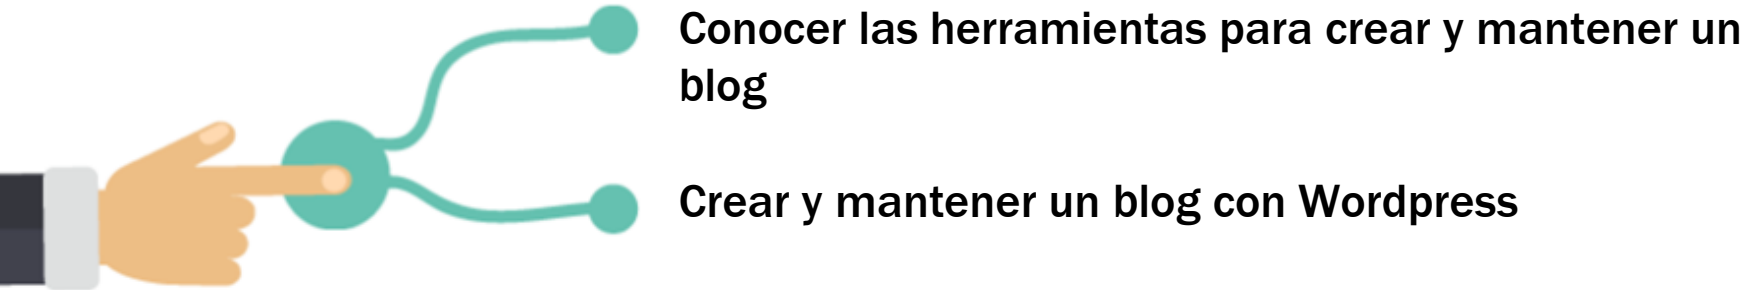 Conocer las herramientas para crear y mantener un
blog
Crear y mantener un blog con Wordpress